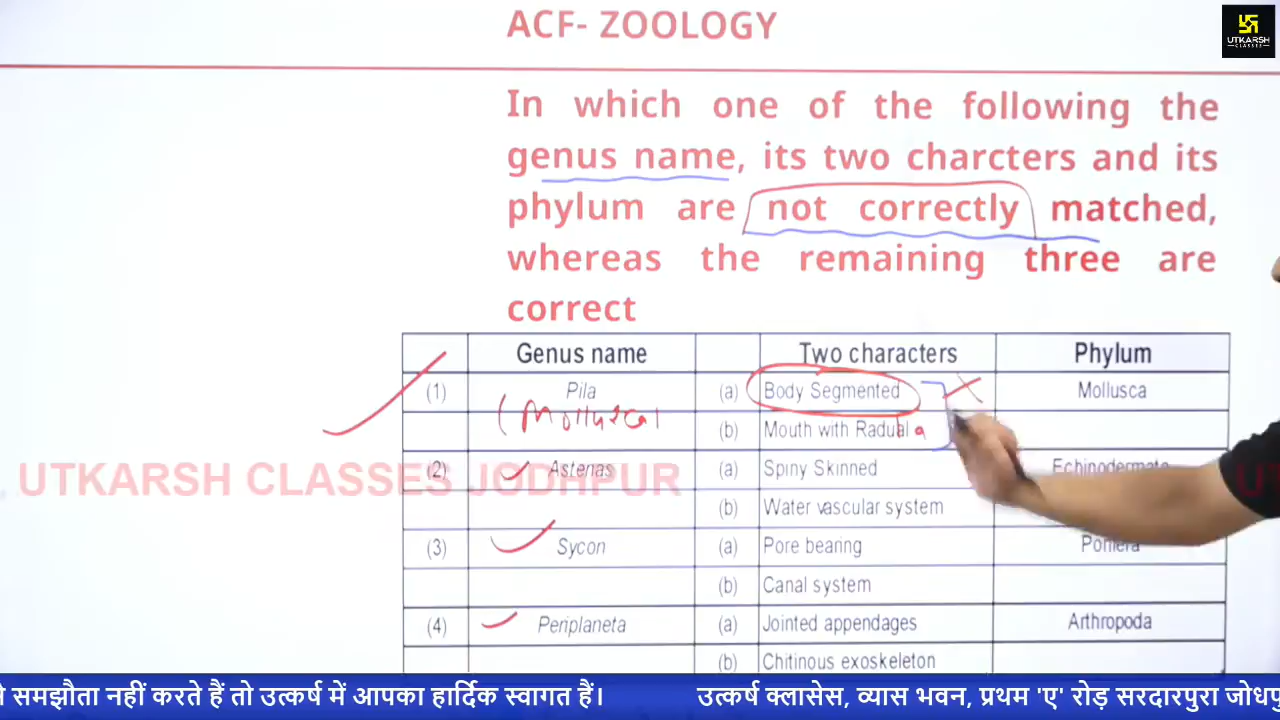 ACF- ZOOLOGY
UTKARSH
CLASSES
In which one of the following the
genus name, its two charcters and its
phylum are not correctly matched,
whereas the remaining three are
correct
Genus name Two characters Phylum
(1) Pila (a) Body Segmented Mollusca
(Mollusca) (b) Mouth with Radual a
(2) Asterias (a) Spiny Skinned Echinodermata
UTKARSH CLASSES JODHPUR
(b) Water vascular system
(3) Sycon (a) Pore bearing
(b) Canal system
(4) Periplaneta (a) Jointed appendages Arthropoda
(b) Chitinous exoskeleton
समझौता नहीं करते हैं तो उत्कर्ष में आपका हार्दिक स्वागत हैं। उत्कर्ष क्लासेस, व्यास भवन, प्रथम 'ए' रोड़ सरदारपुरा